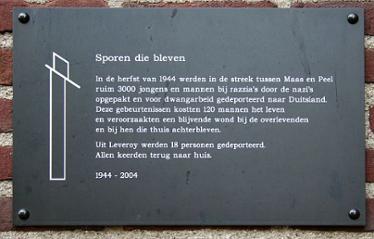 Sporen die bleven
In de herfst van 1944 werden in de streek tussen Maas en Peel
ruim 3000 jongens en mannen bij razzia's door de nazi's
opgepakt en voor dwangarbeid gedeporteerd naar Duitsland.
Deze gebeurtenissen kostten 120 mannen het leven
en veroorzaakten een blijvende wond bij de overlevenden
en bij hen die thuis achterbleven.
Uit Leveroy werden 18 personen gedeporteerd.
Allen keerden terug naar huis.
1944 - 2004